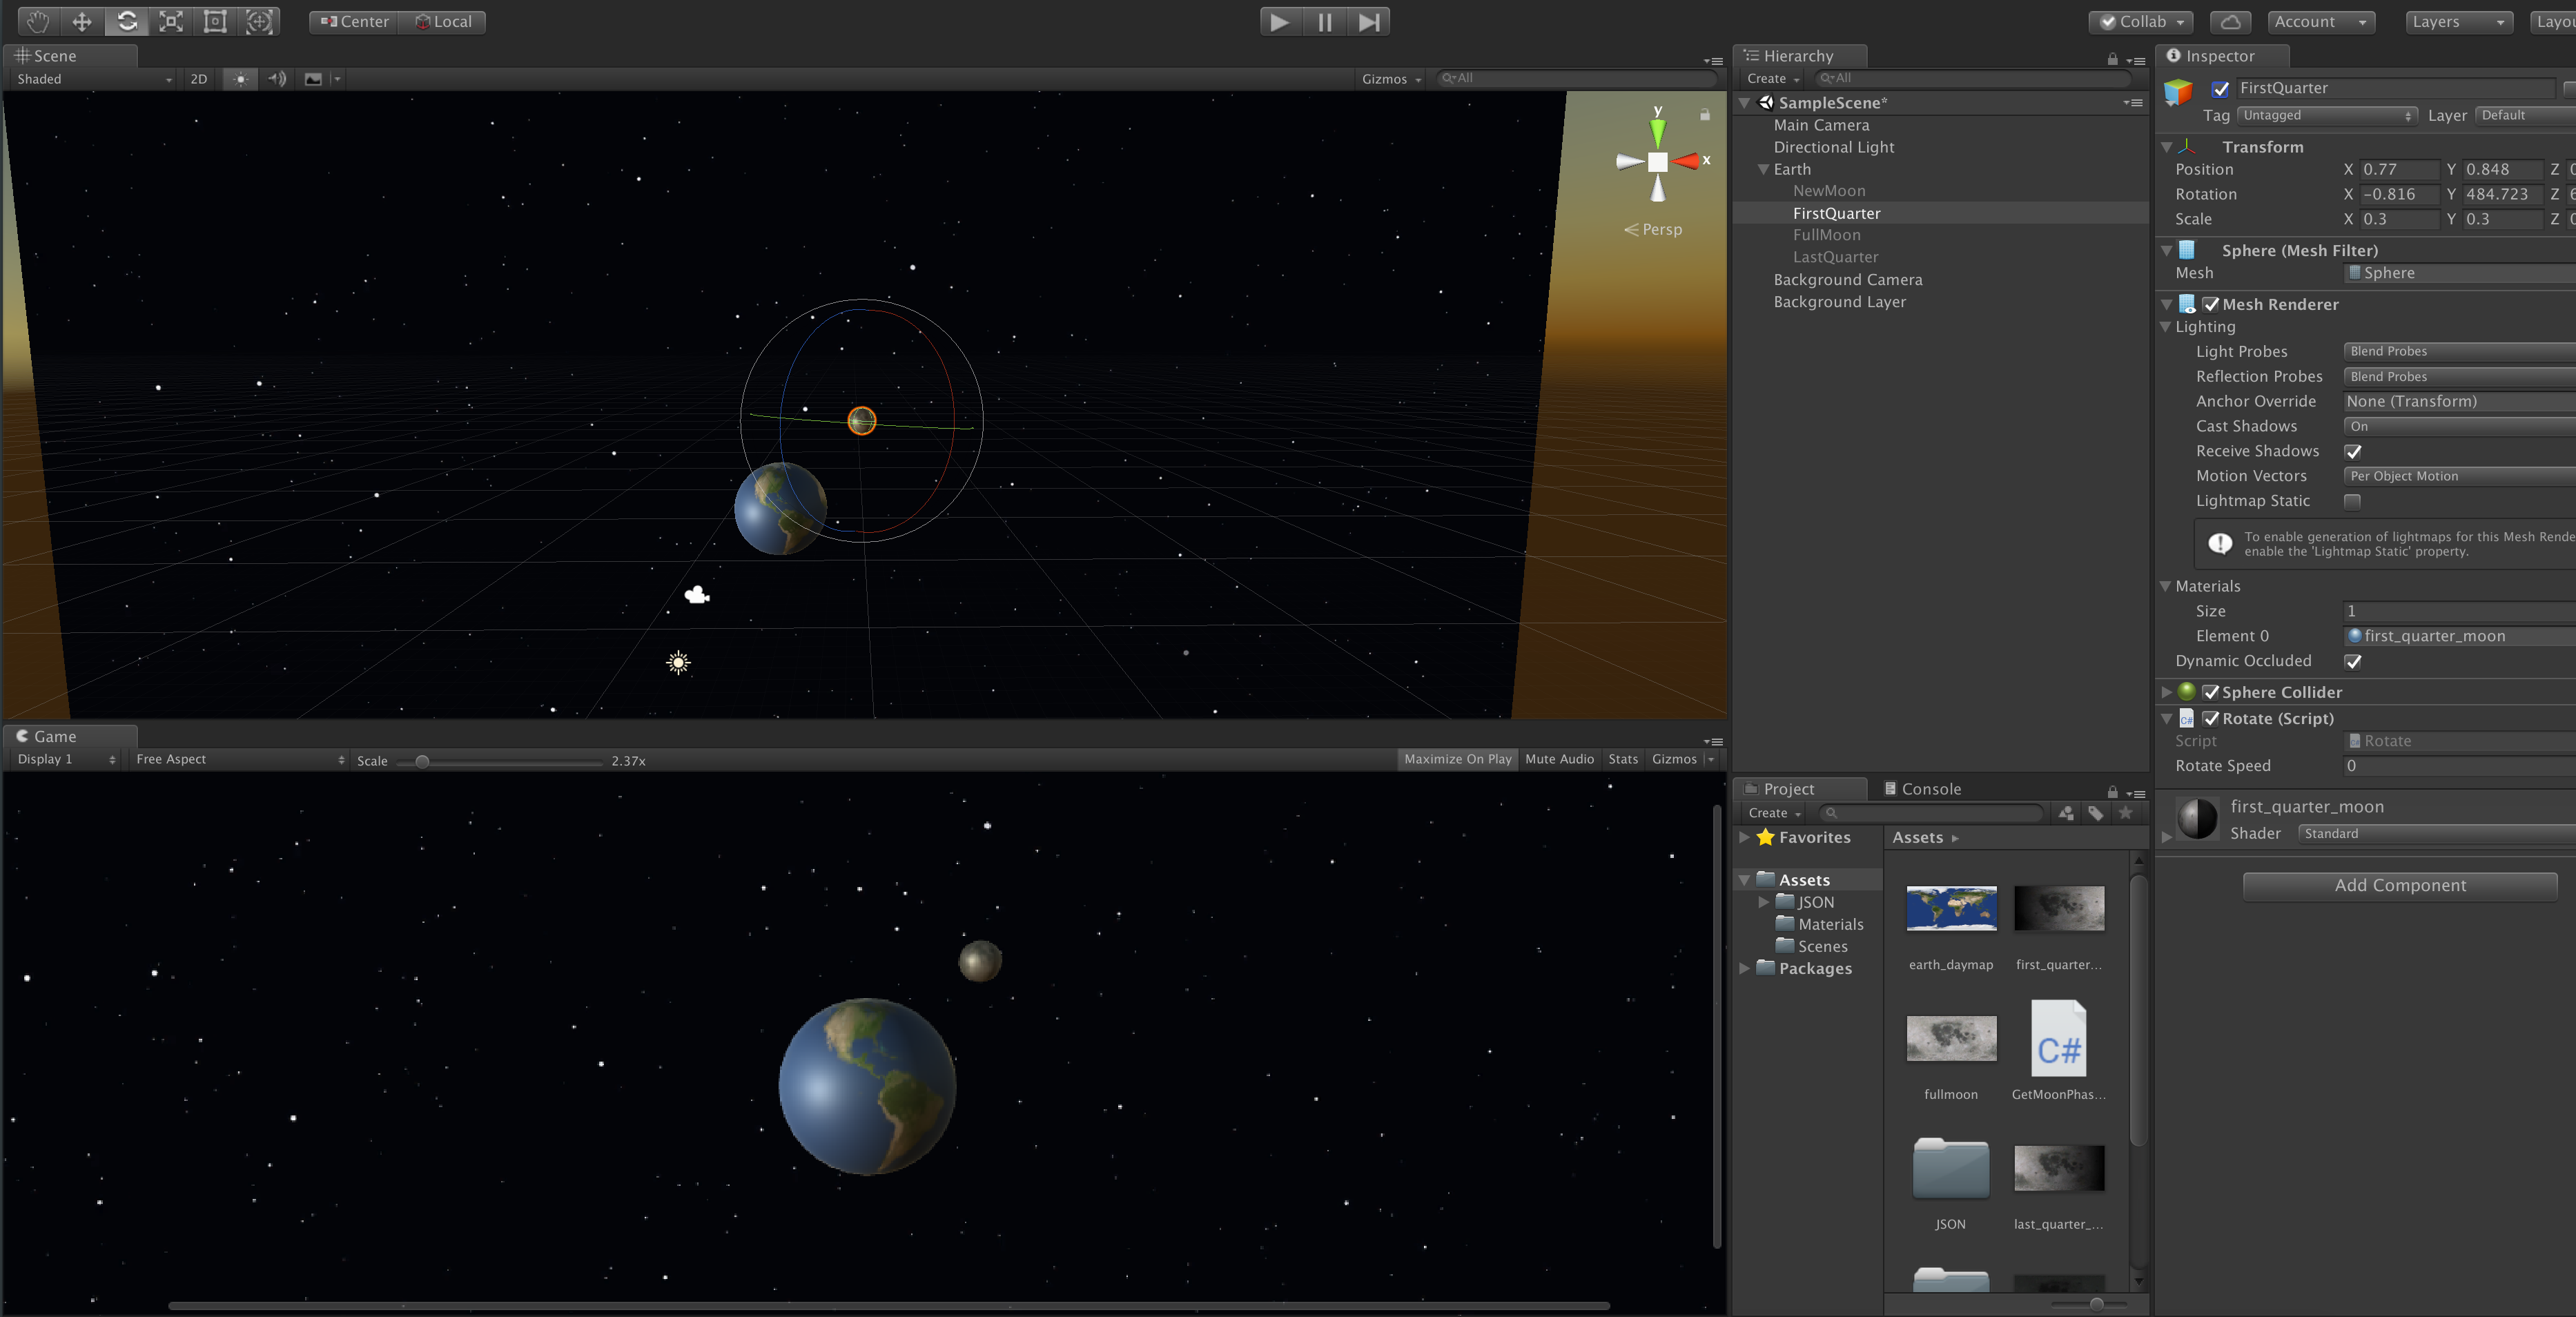 Center Local Collab Account Layers Layou
Scene
Shaded 2D Gizmos All
y
x
Persp
Game
Display 1 Free Aspect Scale 2.37x Maximize On Play Mute Audio Stats Gizmos
Hierarchy
Create All
SampleScene*
Main Camera
Directional Light
Earth
NewMoon
FirstQuarter
FullMoon
LastQuarter
Background Camera
Background Layer
Project Console
Create
Favorites
Assets
JSON
Materials
Scenes
Packages
Assets
earth_daymap first_quarter...
C#
fullmoon GetMoonPhas...
JSON last_quarter_...
Inspector
FirstQuarter
Tag Untagged Layer Default
Transform
Position X 0.77 Y 0.848 Z
Rotation X -0.816 Y 484.723 Z
Scale X 0.3 Y 0.3 Z
Sphere (Mesh Filter)
Mesh Sphere
Mesh Renderer
Lighting
Light Probes Blend Probes
Reflection Probes Blend Probes
Anchor Override None (Transform)
Cast Shadows On
Receive Shadows
Motion Vectors Per Object Motion
Lightmap Static
To enable generation of lightmaps for this Mesh Rende
enable the 'Lightmap Static' property.
Materials
Size 1
Element 0 first_quarter_moon
Dynamic Occluded
Sphere Collider
C# Rotate (Script)
Script Rotate
Rotate Speed 0
first_quarter_moon
Shader Standard
Add Component